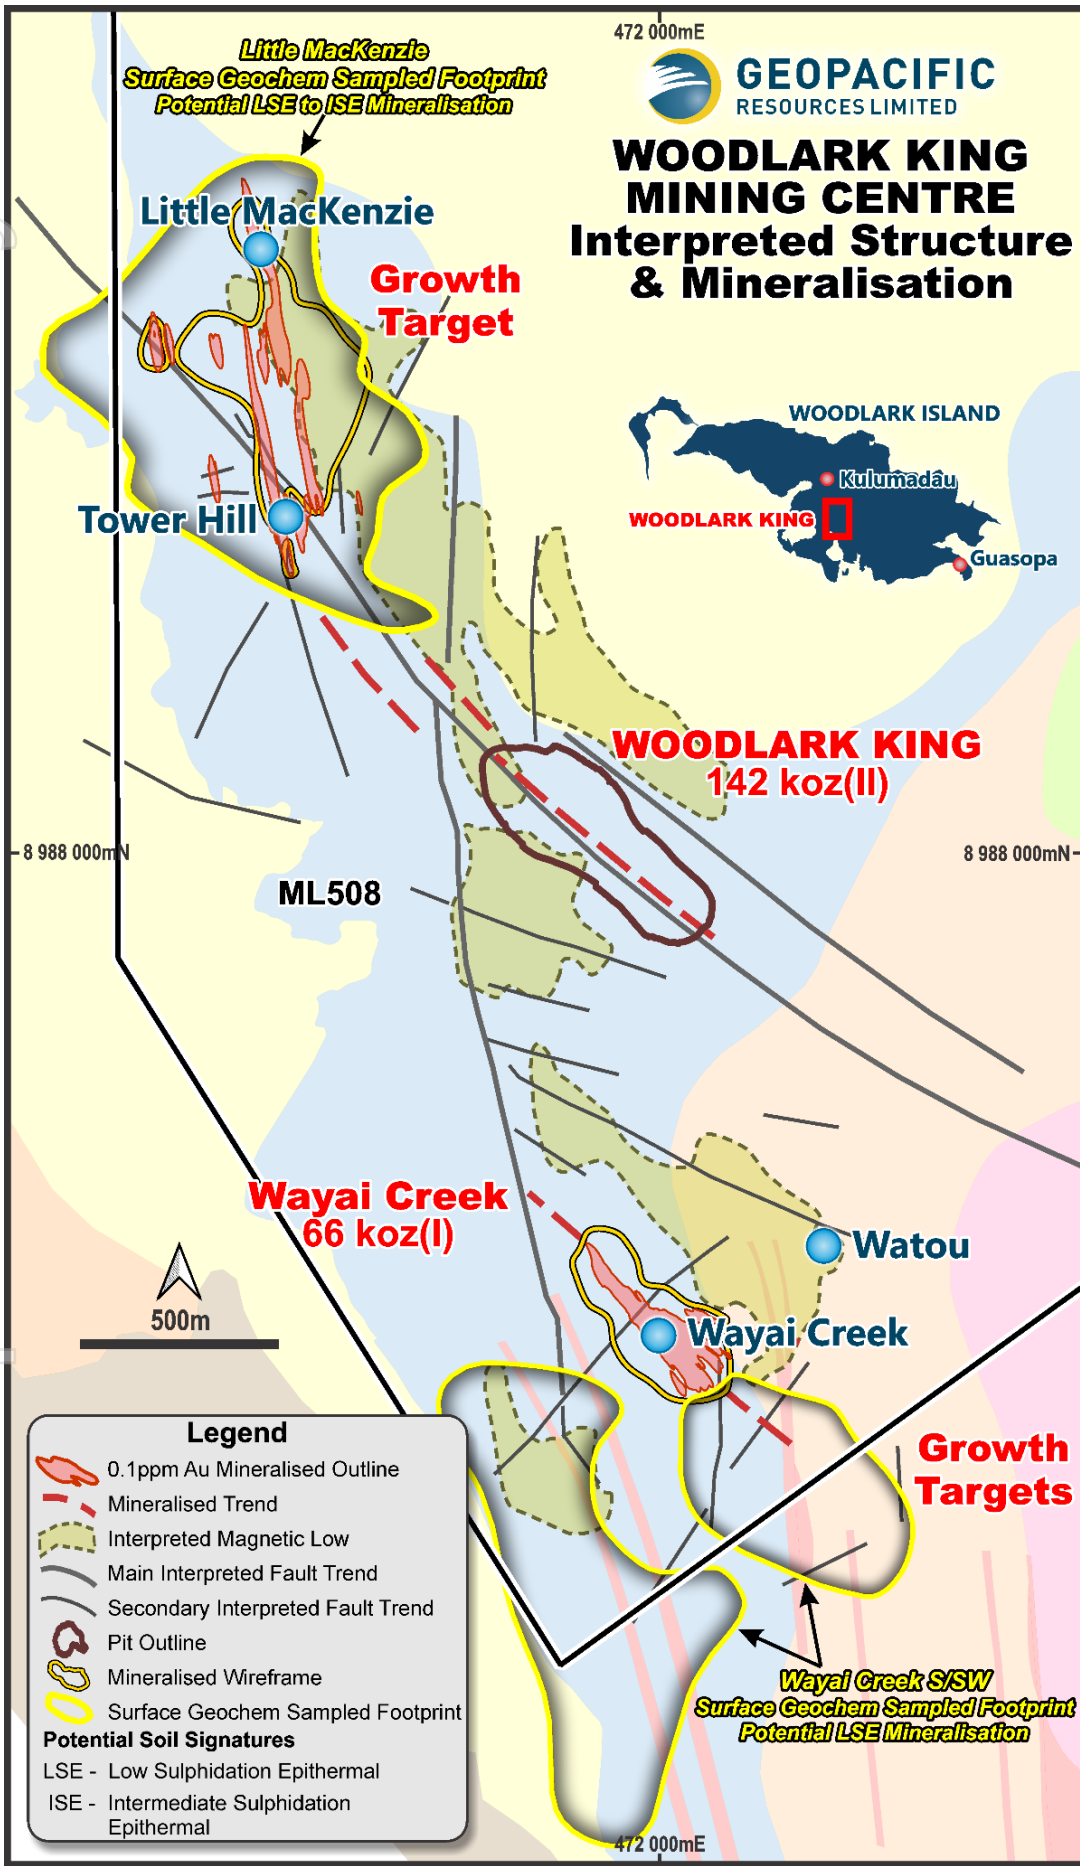 472 000mE
GEOPACIFIC
RESOURCES LIMITED
WOODLARK KING
MINING CENTRE
Interpreted Structure
& Mineralisation
Little MacKenzie
Surface Geochem Sampled Footprint
Potential LSE to ISE Mineralisation
Little MacKenzie
Growth
Target
Tower Hill
WOODLARK ISLAND
Kulumadau
WOODLARK KING
Guasopa
WOODLARK KING
142 koz(II)
8 988 000mN
8 988 000mN
ML508
Wayai Creek
66 koz(I)
Watou
Wayai Creek
500m
Growth
Targets
Wayai Creek S/SW
Surface Geochem Sampled Footprint
Potential LSE Mineralisation
Legend
0.1ppm Au Mineralised Outline
Mineralised Trend
Interpreted Magnetic Low
Main Interpreted Fault Trend
Secondary Interpreted Fault Trend
Pit Outline
Mineralised Wireframe
Surface Geochem Sampled Footprint
Potential Soil Signatures
LSE - Low Sulphidation Epithermal
ISE - Intermediate Sulphidation
Epithermal
472 000mE